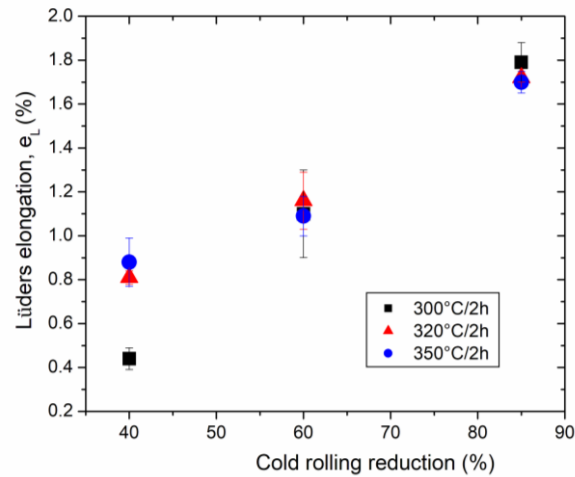 Lüders elongation, eL (%)
2.0
1.8
1.6
1.4
1.2
1.0
0.8
0.6
0.4
0.2
300°C/2h
320°C/2h
350°C/2h
40 50 60 70 80 90
Cold rolling reduction (%)